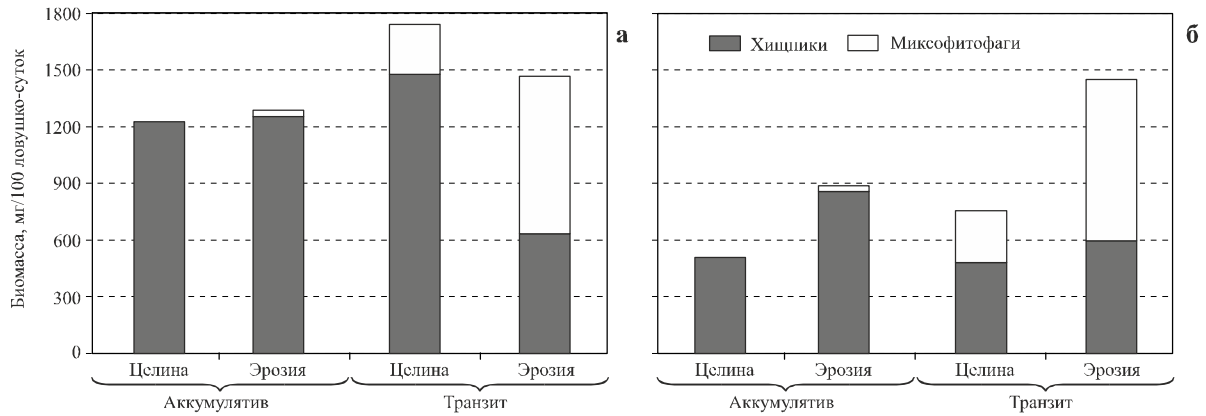 Биомасса, мг/100 ловушко-суток
1800
1500
1200
900
600
300
0
а
Целина Эрозия Целина Эрозия
Аккумулятив Транзит
Хищники Миксофитофаги
б
Целина Эрозия Целина Эрозия
Аккумулятив Транзит